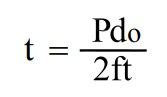 t = Pdo / 2ft